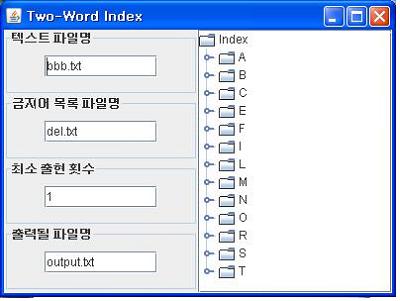 Two-Word Index
텍스트 파일명
bbb.txt
금지어 목록 파일명
del.txt
최소 출현 횟수
1
출력될 파일명
output.txt
Index
A
B
C
E
F
I
L
M
N
O
R
S
T